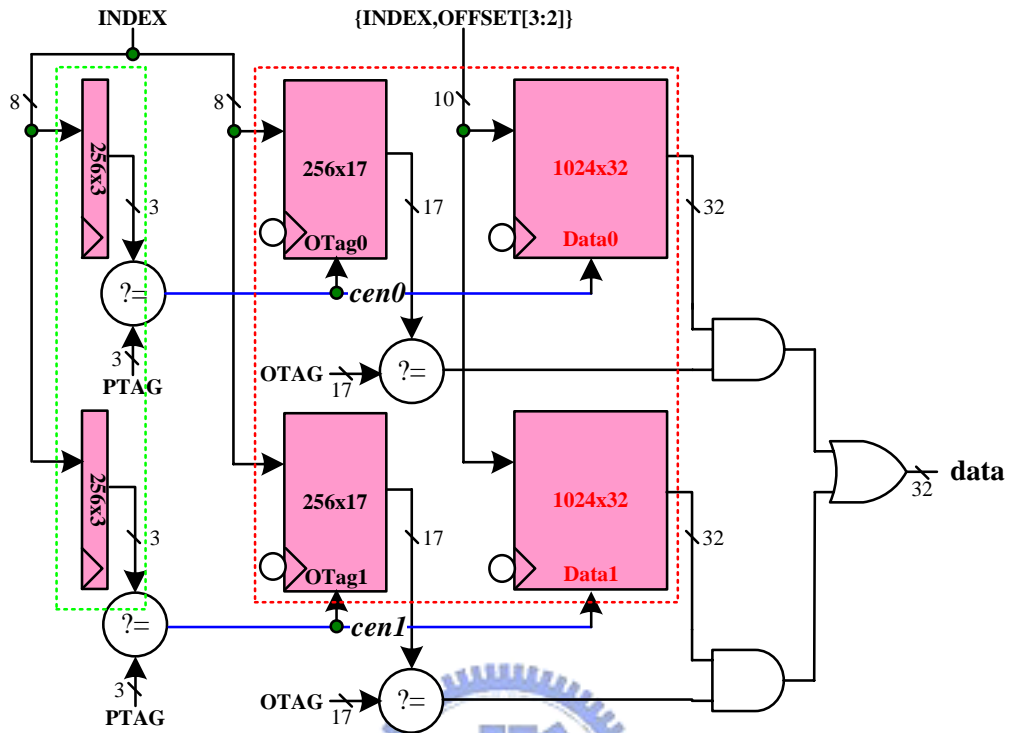 INDEX
{INDEX,OFFSET[3:2]}
8
8
10
256x3
256x17
1024x32
3
17
32
OTag0
Data0
?=
cen0
3
PTAG
OTAG
17
?=
256x3
256x17
1024x32
3
17
32
OTag1
Data1
32
data
?=
cen1
3
PTAG
OTAG
17
?=